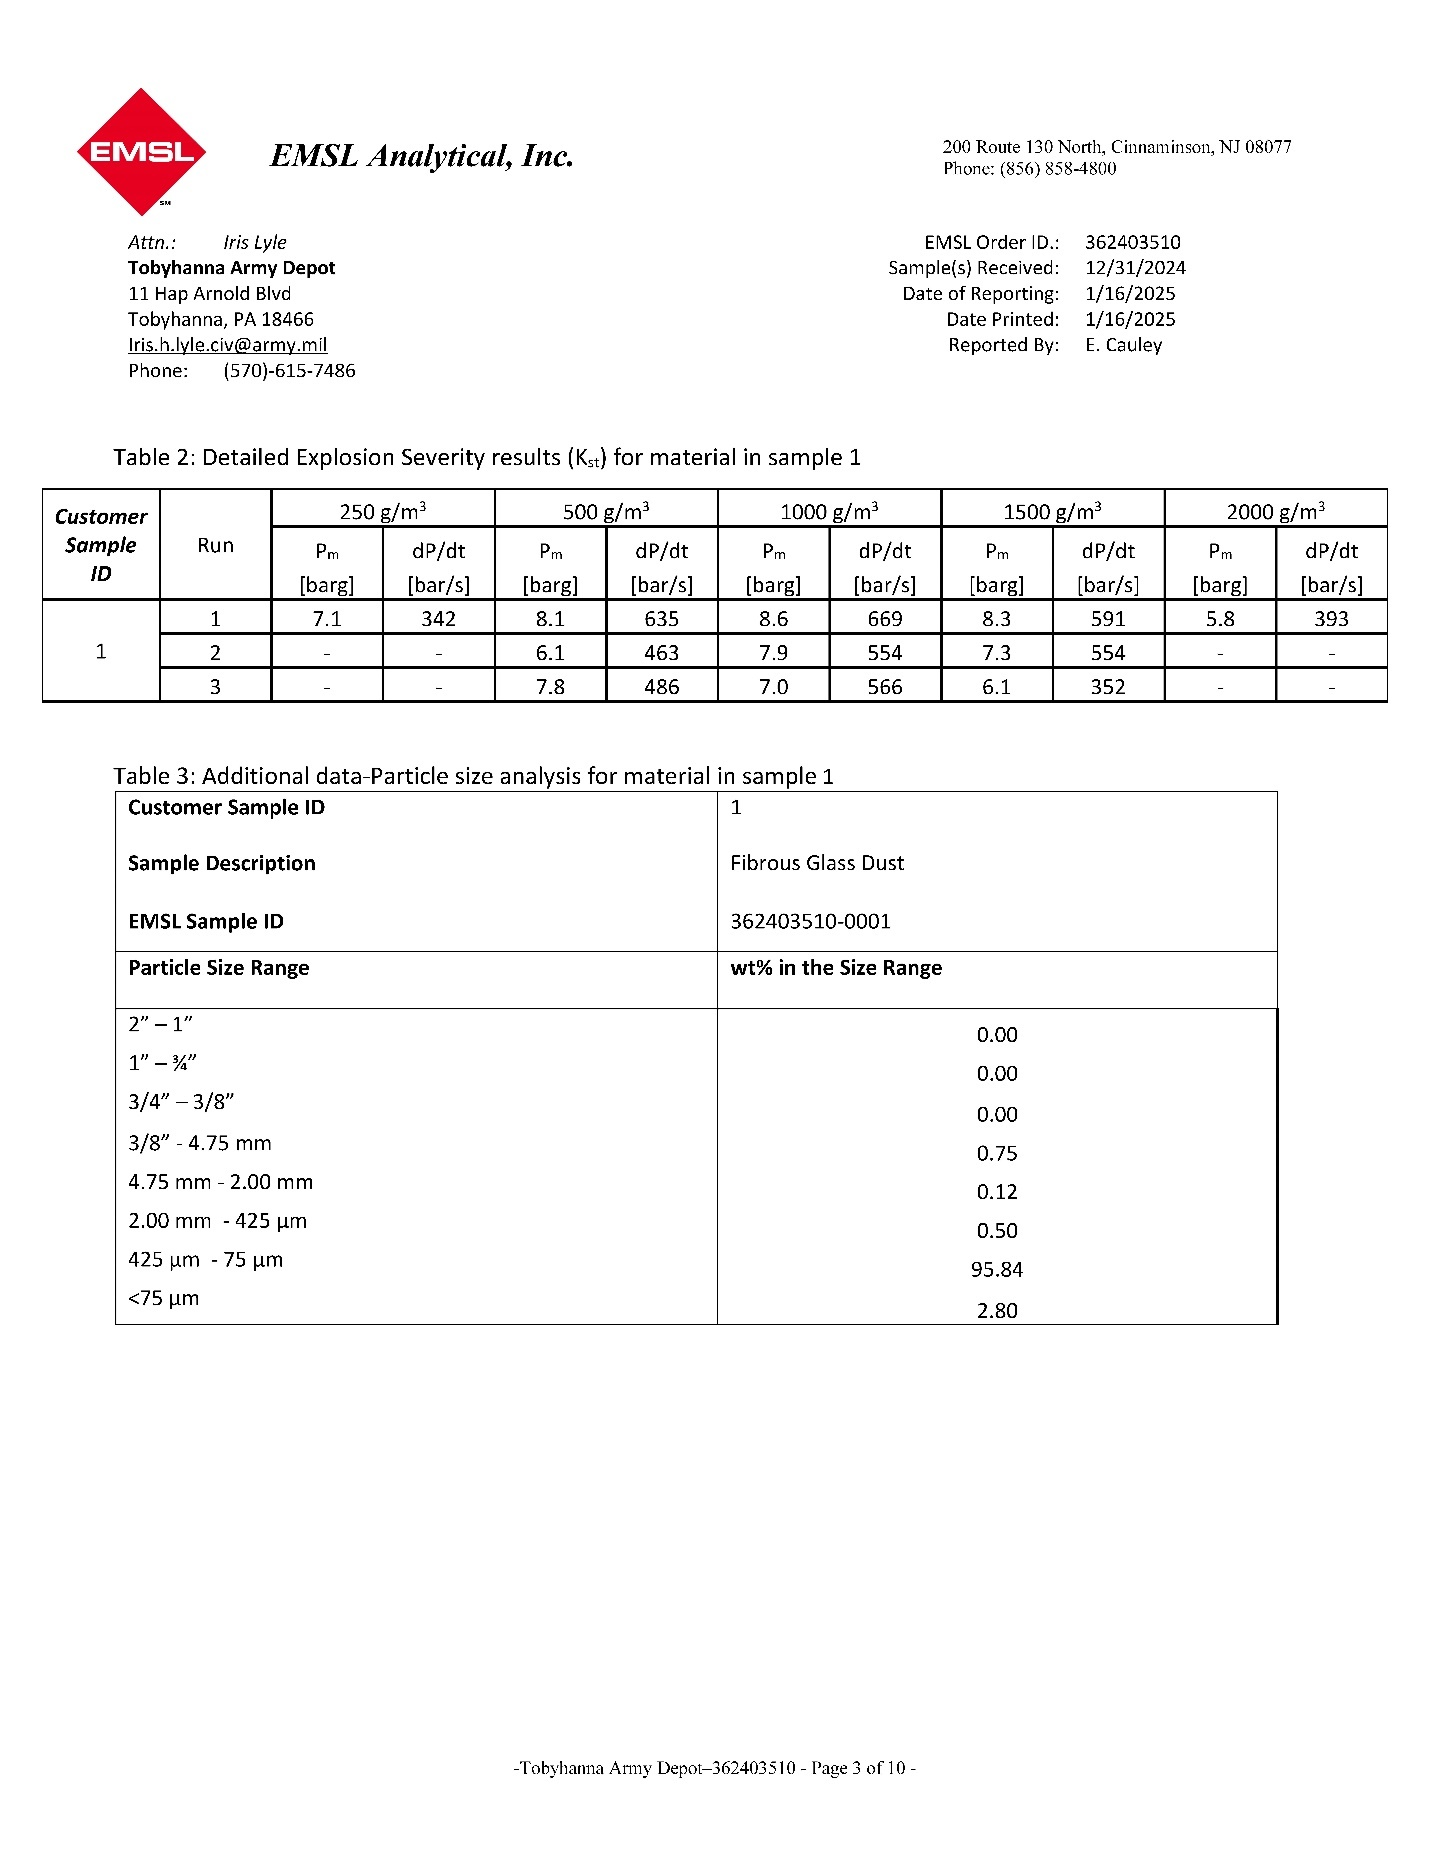 EMSL
SM
EMSL Analytical, Inc.
200 Route 130 North, Cinnaminson, NJ 08077
Phone: (856) 858-4800
Attn.: Iris Lyle
Tobyhanna Army Depot
11 Hap Arnold Blvd
Tobyhanna, PA 18466
Iris.h.lyle.civ@army.mil
Phone: (570)-615-7486
EMSL Order ID.: 362403510
Sample(s) Received: 12/31/2024
Date of Reporting: 1/16/2025
Date Printed: 1/16/2025
Reported By: E. Cauley
Table 2: Detailed Explosion Severity results (Kst) for material in sample 1
Customer Sample ID Run 250 g/m³ 500 g/m³ 1000 g/m³ 1500 g/m³ 2000 g/m³
Pm dP/dt Pm dP/dt Pm dP/dt Pm dP/dt Pm dP/dt
[barg] [bar/s] [barg] [bar/s] [barg] [bar/s] [barg] [bar/s] [barg] [bar/s]
1 1 7.1 342 8.1 635 8.6 669 8.3 591 5.8 393
2 - - 6.1 463 7.9 554 7.3 554 - -
3 - - 7.8 486 7.0 566 6.1 352 - -
Table 3: Additional data-Particle size analysis for material in sample 1
Customer Sample ID 1
Sample Description Fibrous Glass Dust
EMSL Sample ID 362403510-0001
Particle Size Range wt% in the Size Range
2” – 1” 0.00
1” – ¾” 0.00
3/4” – 3/8” 0.00
3/8” - 4.75 mm 0.75
4.75 mm - 2.00 mm 0.12
2.00 mm - 425 µm 0.50
425 µm - 75 µm 95.84
<75 µm 2.80
-Tobyhanna Army Depot–362403510 - Page 3 of 10 -